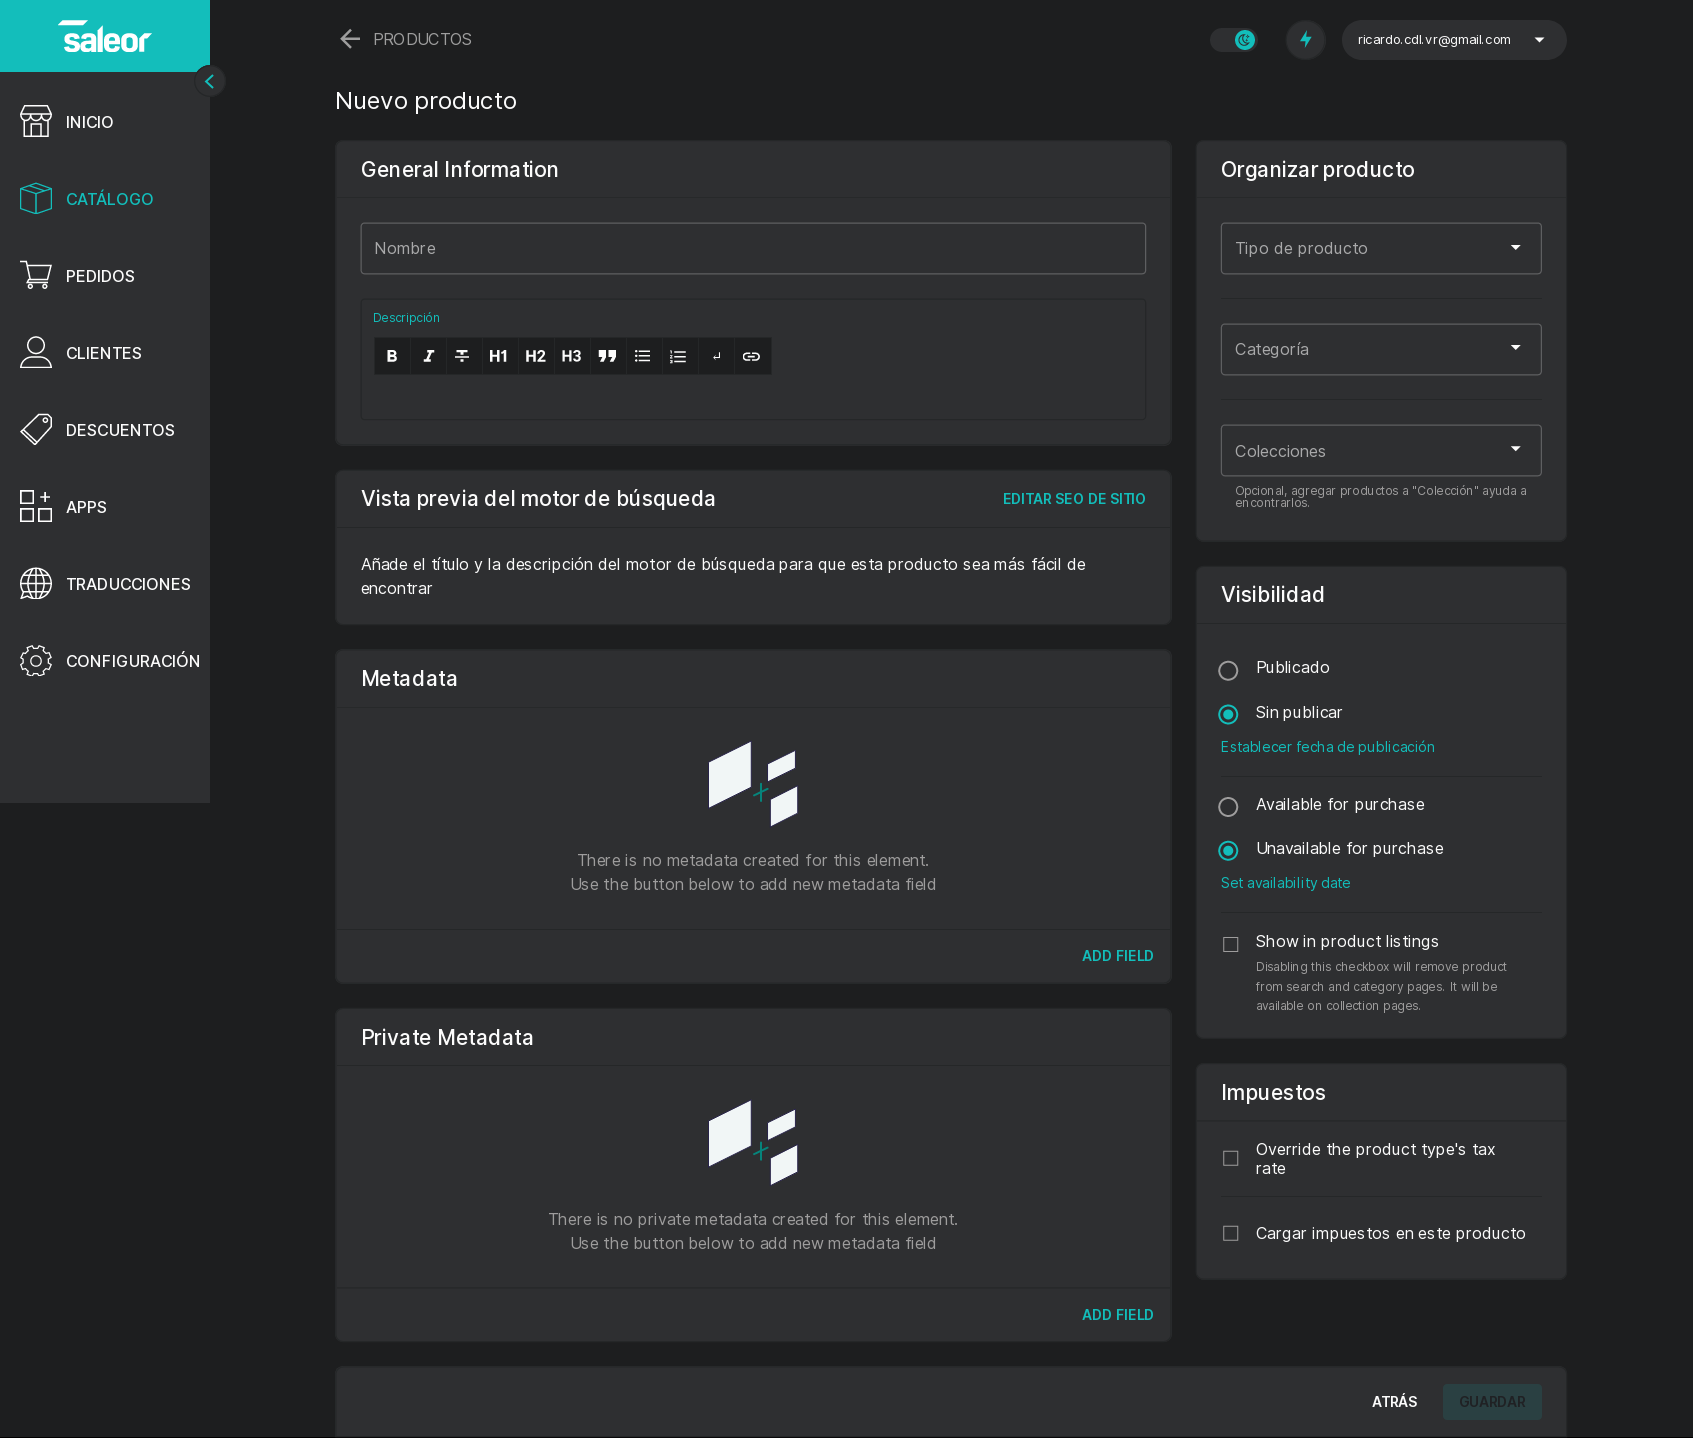 saleor
INICIO
CATÁLOGO
PEDIDOS
CLIENTES
DESCUENTOS
APPS
TRADUCCIONES
CONFIGURACIÓN
PRODUCTOS
ricardo.cdl.vr@gmail.com
Nuevo producto
General Information
Nombre
Descripción
B I T H1 H2 H3
Vista previa del motor de búsqueda
EDITAR SEO DE SITIO
Añade el título y la descripción del motor de búsqueda para que esta producto sea más fácil de
encontrar
Metadata
There is no metadata created for this element.
Use the button below to add new metadata field
ADD FIELD
Private Metadata
There is no private metadata created for this element.
Use the button below to add new metadata field
ADD FIELD
Organizar producto
Tipo de producto
Categoría
Colecciones
Opcional, agregar productos a "Colección" ayuda a
encontrarlos.
Visibilidad
Publicado
Sin publicar
Establecer fecha de publicación
Available for purchase
Unavailable for purchase
Set availability date
Show in product listings
Disabling this checkbox will remove product
from search and category pages. It will be
available on collection pages.
Impuestos
Override the product type's tax
rate
Cargar impuestos en este producto
ATRÁS
GUARDAR